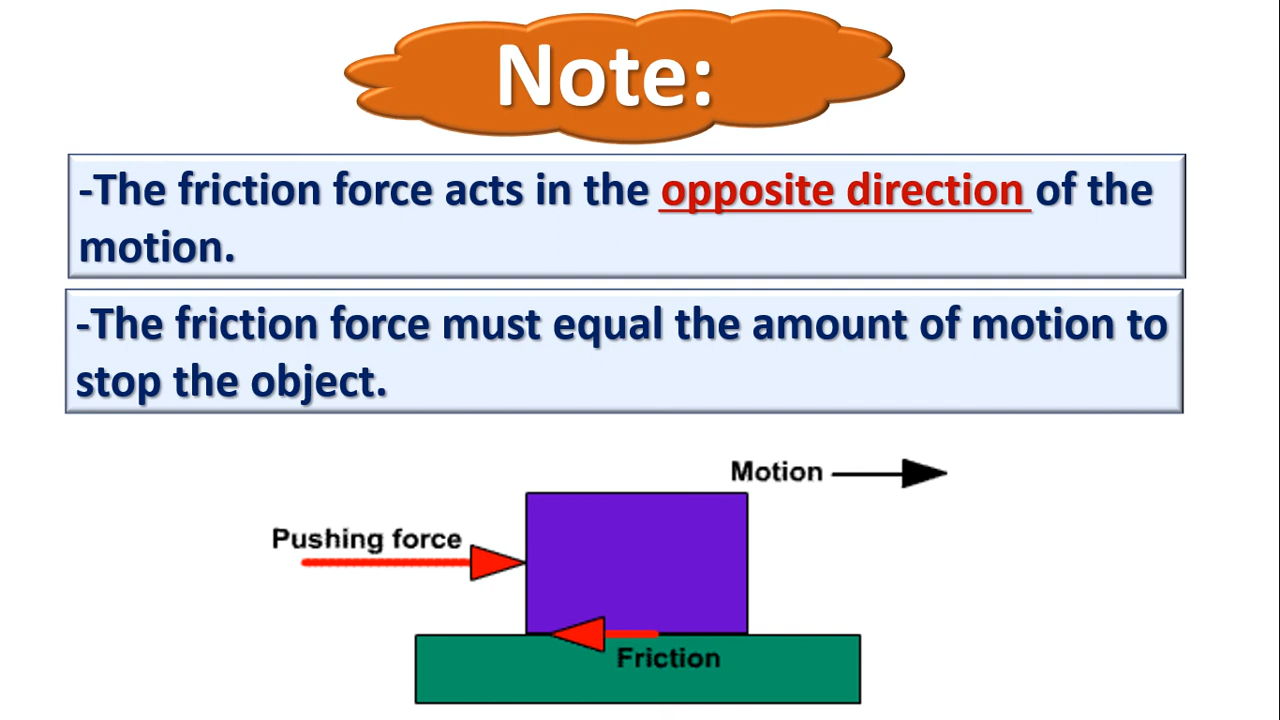 Note:
-The friction force acts in the opposite direction of the
motion.
-The friction force must equal the amount of motion to
stop the object.
Motion
Pushing force
Friction